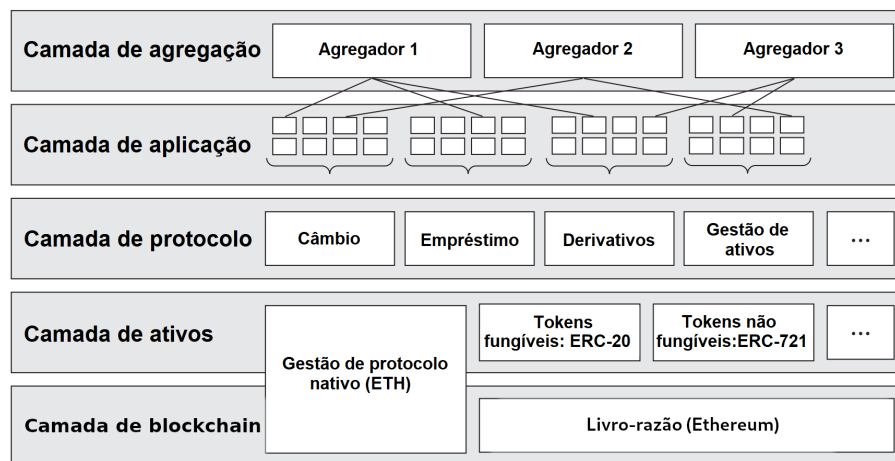 Camada de agregação
Agregador 1
Agregador 2
Agregador 3
Camada de aplicação
Camada de protocolo
Câmbio
Empréstimo
Derivativos
Gestão de
ativos
...
Camada de ativos
Gestão de protocolo
nativo (ETH)
Tokens
fungíveis: ERC-20
Tokens não
fungíveis:ERC-721
...
Camada de blockchain
Livro-razão (Ethereum)